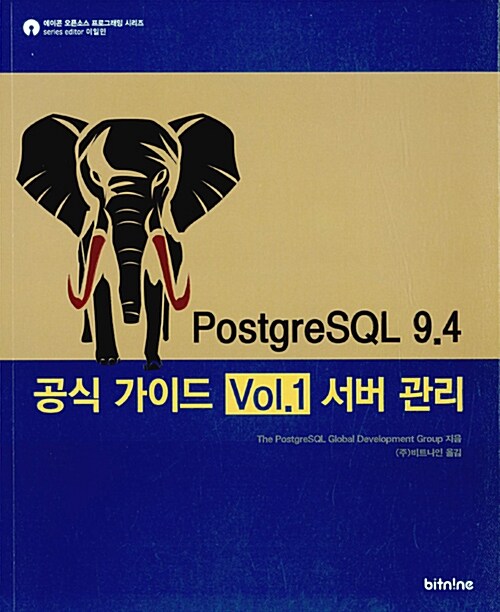 에이콘 오픈소스 프로그래밍 시리즈
series editor 이일민
PostgreSQL 9.4
공식 가이드 Vol.1 서버 관리
The PostgreSQL Global Development Group 지음
(주)비트나인 옮김
bitn!ne